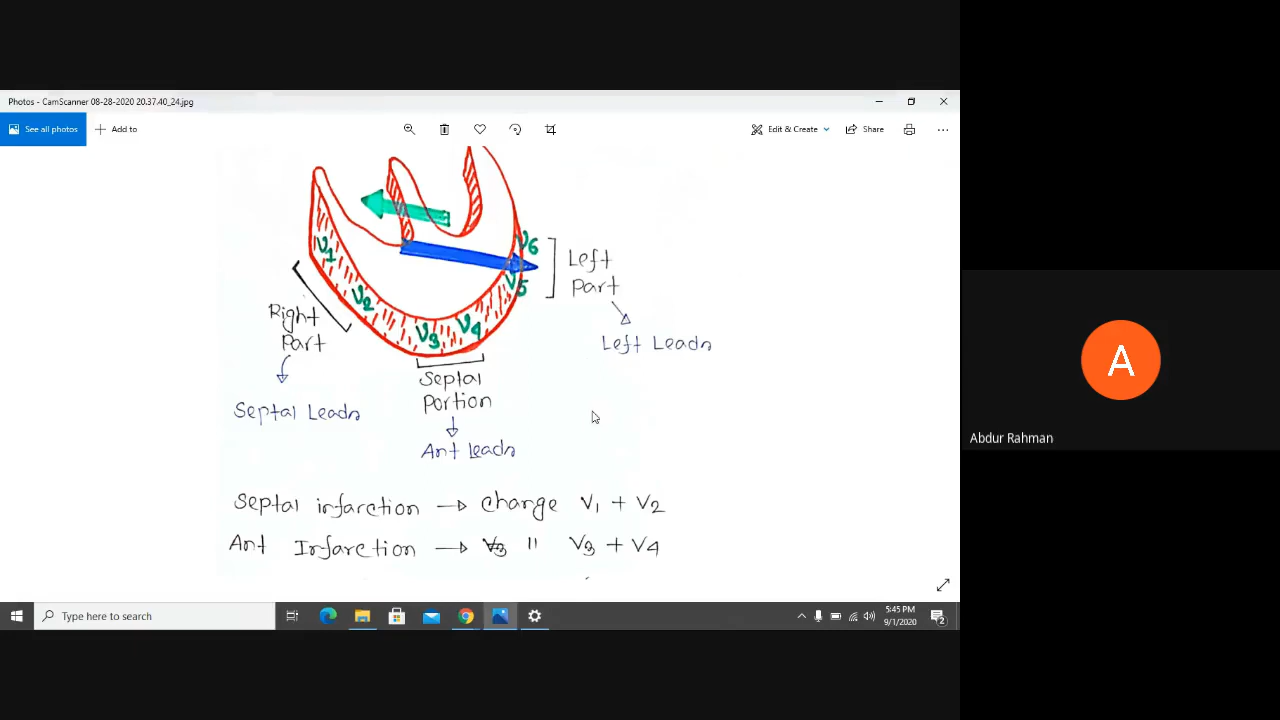 Photos - CamScanner 08-28-2020 20.37.40_24.jpg
See all photos
Add to
Edit & Create
Share
V1
V2
V3
V4
V5
V6
Left
Part
Left Leads
Right
Part
Septal Leads
Septal
Portion
Ant Leads
Septal infarction → change V1 + V2
Ant Infarction → V3 " V3 + V4
A
Abdur Rahman
Type here to search
5:45 PM
9/1/2020
2